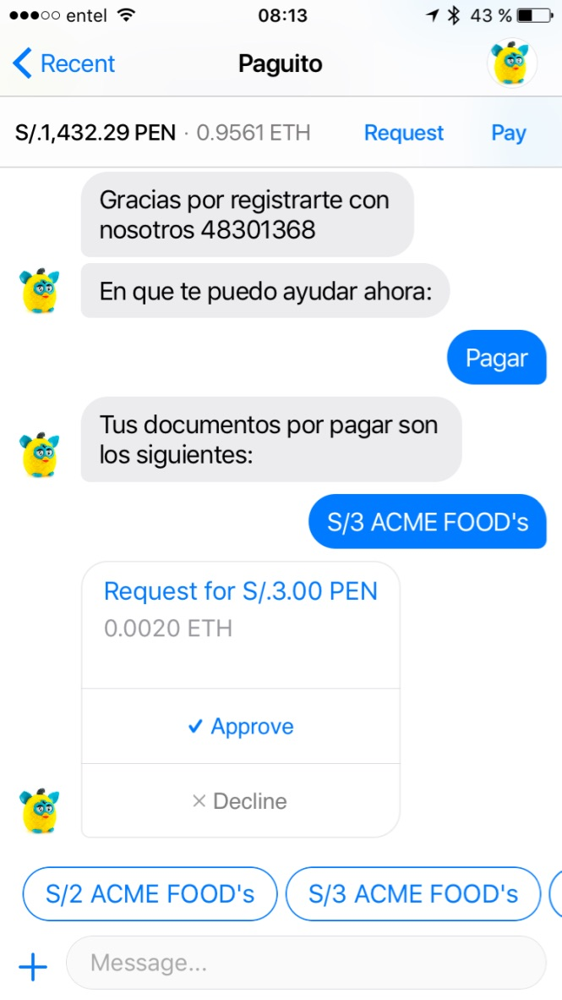 entel 08:13 43 %
Recent Paguito
S/.1,432.29 PEN · 0.9561 ETH Request Pay
Gracias por registrarte con
nosotros 48301368
En que te puedo ayudar ahora:
Pagar
Tus documentos por pagar son
los siguientes:
S/3 ACME FOOD's
Request for S/.3.00 PEN
0.0020 ETH
✓ Approve
× Decline
S/2 ACME FOOD's S/3 ACME FOOD's
+ Message...